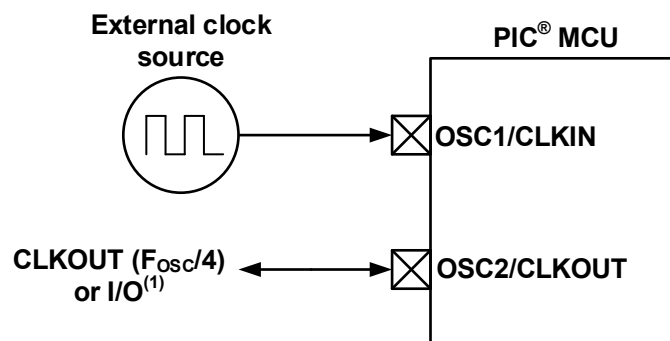 External clock
source
PIC® MCU
OSC1/CLKIN
CLKOUT (FOSC/4)
or I/O(1)
OSC2/CLKOUT